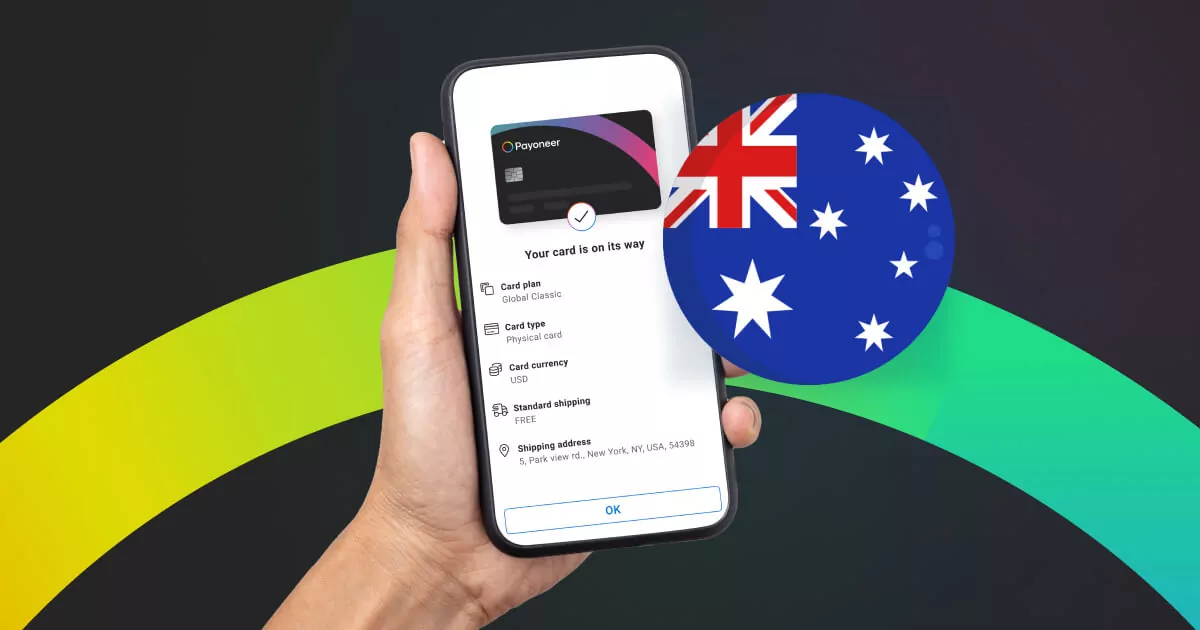 Payoneer
Your card is on its way
Card plan
Global Classic
Card type
Physical card
Card currency
USD
Standard shipping
FREE
Shipping address
5, Park view rd., New York, NY, USA, 54398
OK